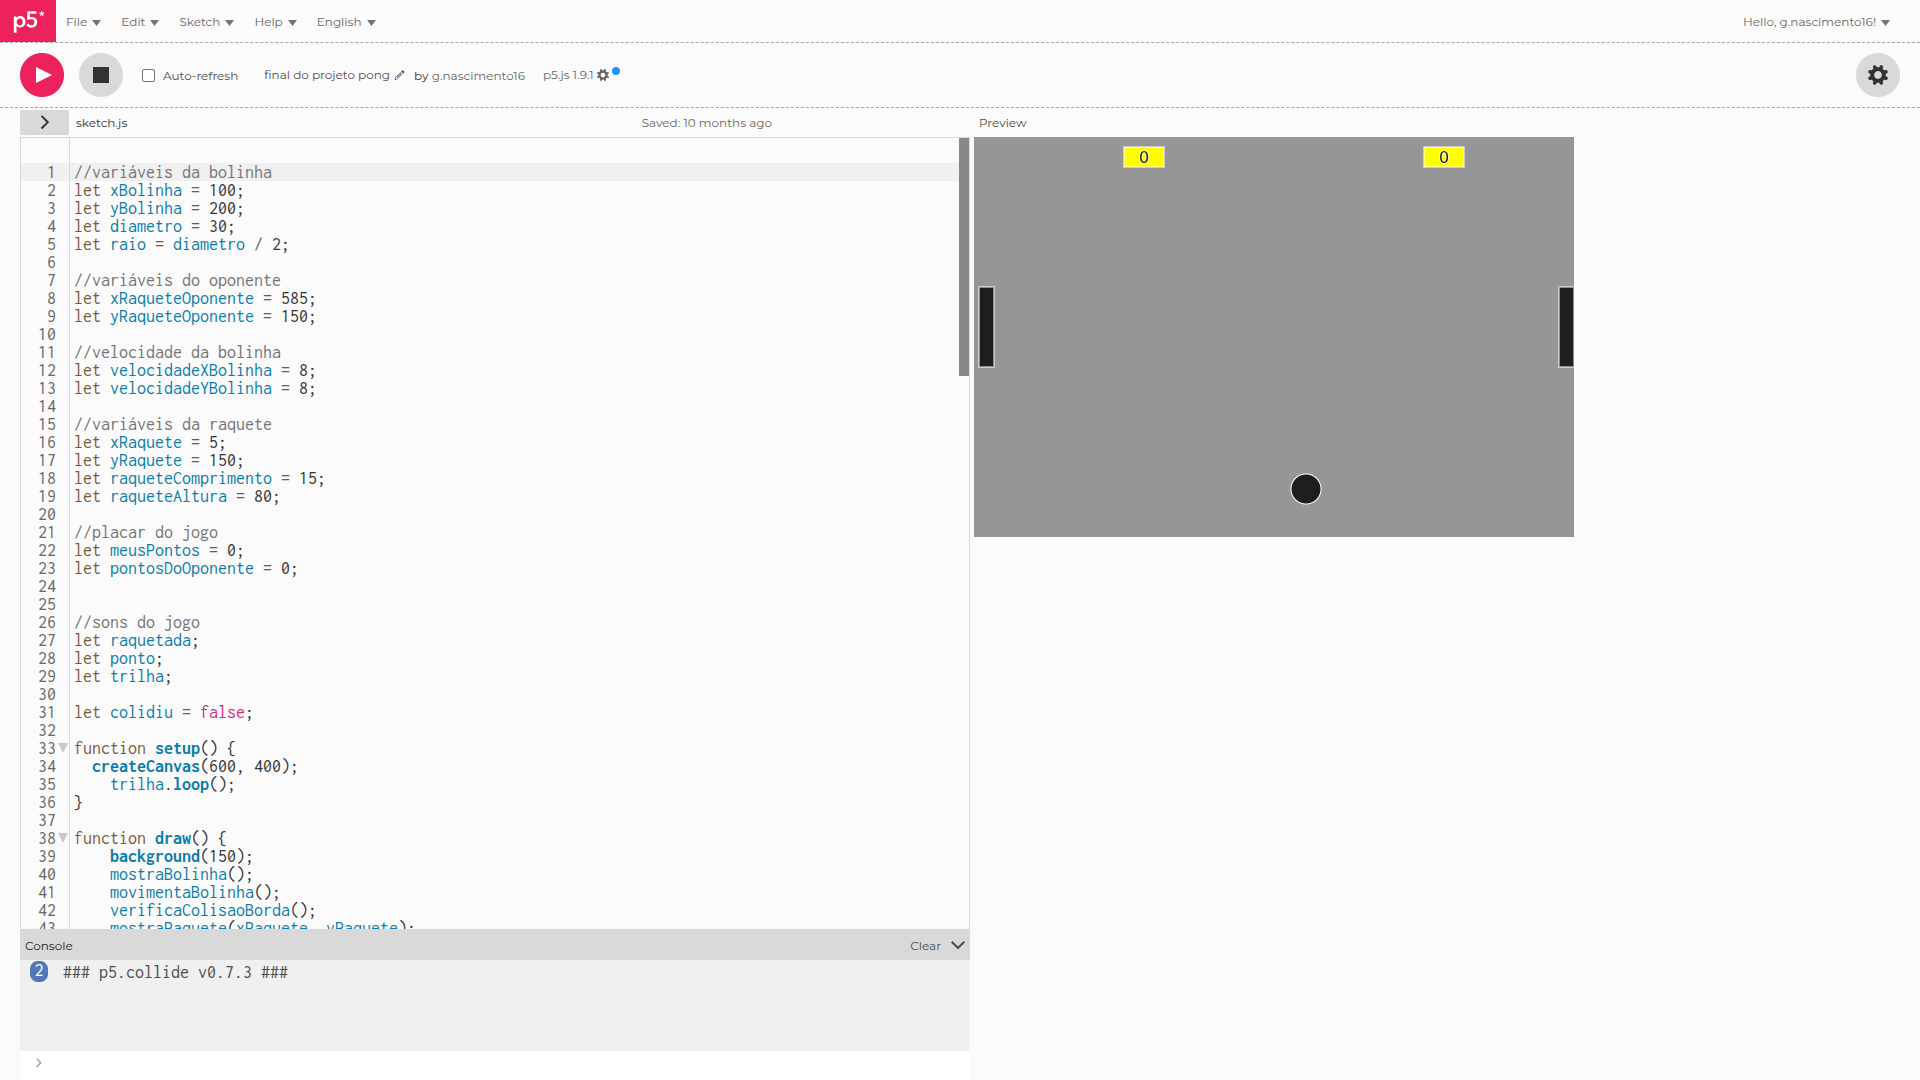 p5* File Edit Sketch Help English Hello, g.nascimento16!
Auto-refresh final do projeto pong by g.nascimento16 p5.js 1.9.1
sketch.js Saved: 10 months ago Preview
1 //variáveis da bolinha
2 let xBolinha = 100;
3 let yBolinha = 200;
4 let diametro = 30;
5 let raio = diametro / 2;
6
7 //variáveis do oponente
8 let xRaqueteOponente = 585;
9 let yRaqueteOponente = 150;
10
11 //velocidade da bolinha
12 let velocidadeXBolinha = 8;
13 let velocidadeYBolinha = 8;
14
15 //variáveis da raquete
16 let xRaquete = 5;
17 let yRaquete = 150;
18 let raqueteComprimento = 15;
19 let raqueteAltura = 80;
20
21 //placar do jogo
22 let meusPontos = 0;
23 let pontosDoOponente = 0;
24
25
26 //sons do jogo
27 let raquetada;
28 let ponto;
29 let trilha;
30
31 let colidiu = false;
32
33 function setup() {
34 createCanvas(600, 400);
35 trilha.loop();
36 }
37
38 function draw() {
39 background(150);
40 mostraBolinha();
41 movimentaBolinha();
42 verificaColisaoBorda();
43 mostraRaquete(xRaquete, yRaquete);
0 0
Console Clear
2 ### p5.collide v0.7.3 ###
>